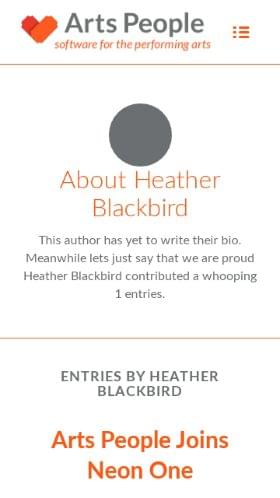 Arts People
software for the performing arts
About Heather
Blackbird
This author has yet to write their bio.
Meanwhile lets just say that we are proud
Heather Blackbird contributed a whooping
1 entries.
ENTRIES BY HEATHER
BLACKBIRD
Arts People Joins
Neon One